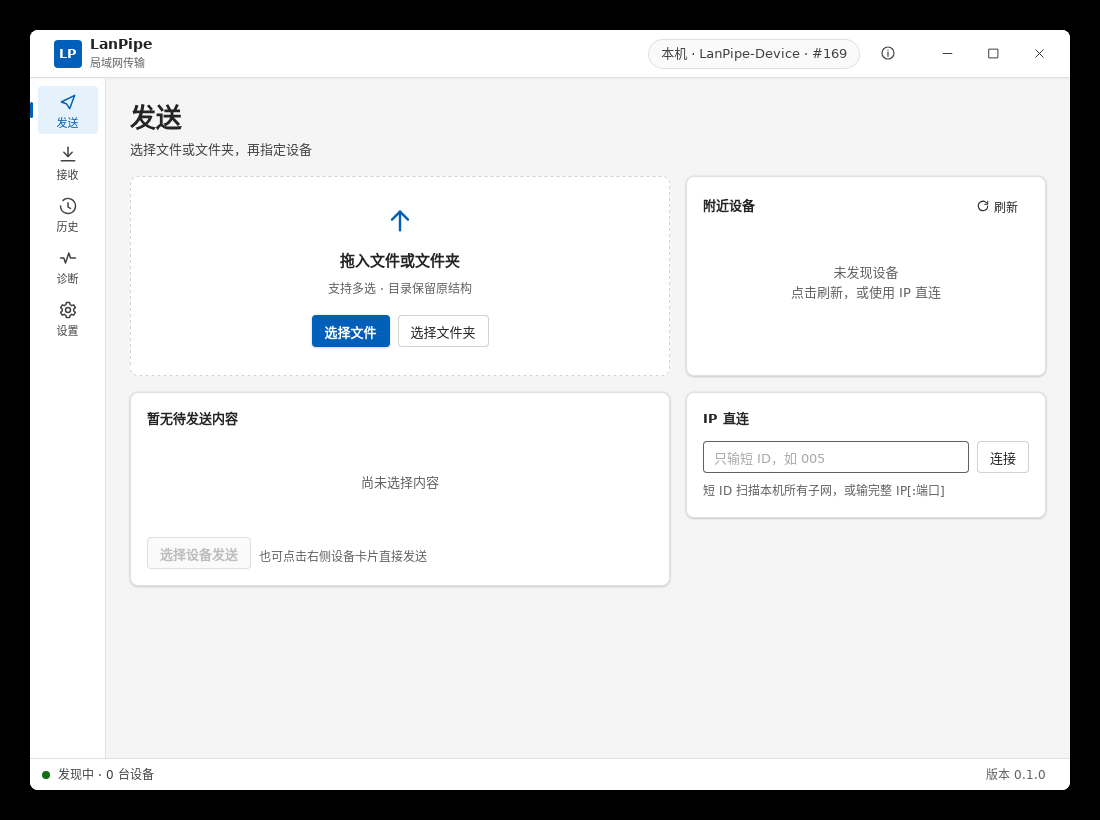 LP
LanPipe
局域网传输
本机 · LanPipe-Device · #169
发送
接收
历史
诊断
设置
发送
选择文件或文件夹，再指定设备
拖入文件或文件夹
支持多选 · 目录保留原结构
选择文件
选择文件夹
附近设备
刷新
未发现设备
点击刷新，或使用 IP 直连
暂无待发送内容
尚未选择内容
选择设备发送
也可点击右侧设备卡片直接发送
IP 直连
只输短 ID，如 005
连接
短 ID 扫描本机所有子网，或输完整 IP[:端口]
发现中 · 0 台设备
版本 0.1.0